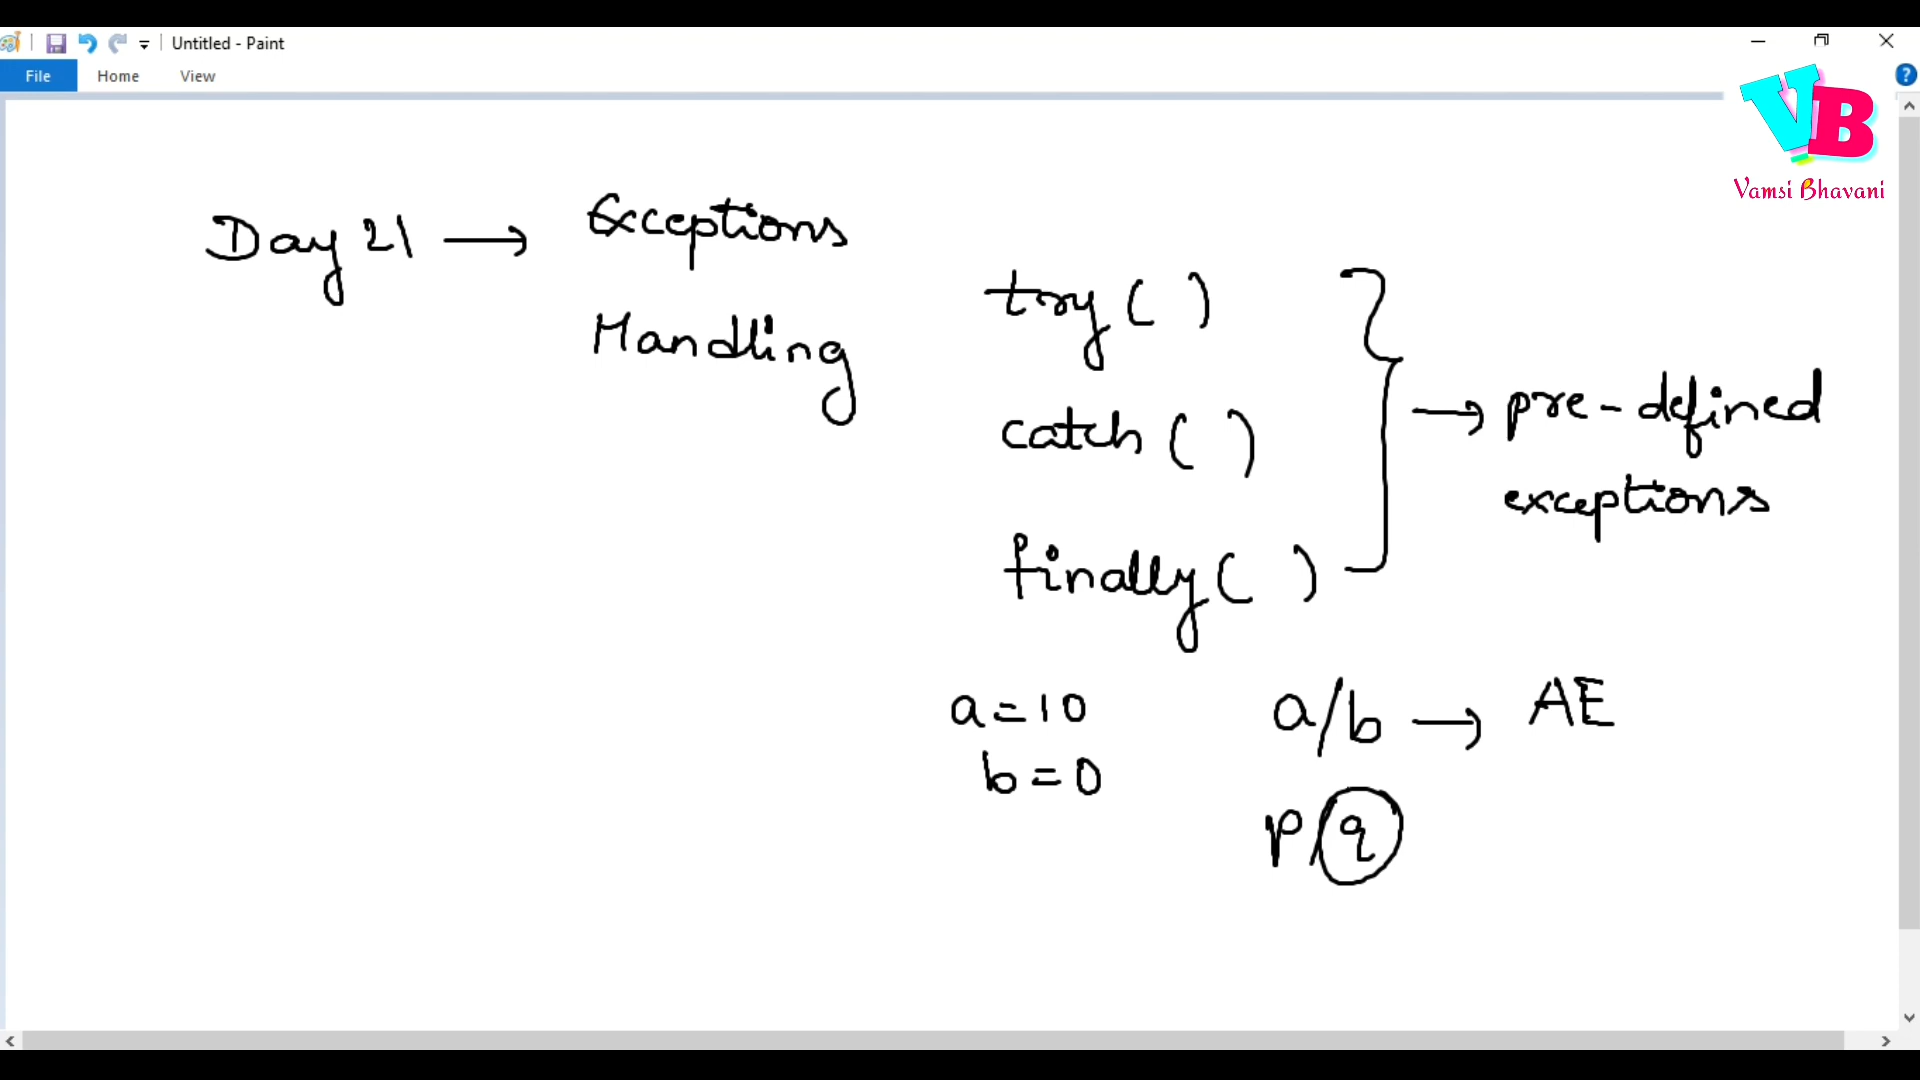 Untitled - Paint
File Home View
VB
Vamsi Bhavani
Day 21 → Exceptions
Handling
try ( )
catch ( )
finally ( )
→ pre-defined
exceptions
a = 10
b = 0
a/b → AE
p/q